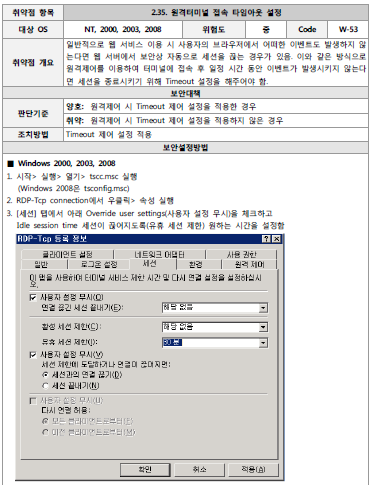 취약점 항목 2.35. 원격터미널 접속 타임아웃 설정
대상 OS NT, 2000, 2003, 2008 위험도 중 Code W-53
취약점 개요
일반적으로 웹 서비스 이용 시 사용자의 브라우저에서 어떠한 이벤트도 발생하지 않
는다면 웹 서버에서 보안상 자동으로 세션을 끊는 경우가 있음. 이와 같은 방식으로
원격제어를 이용하여 터미널에 접속 후 일정 시간 동안 이벤트가 발생시키지 않는다
면 세션을 종료시키기 위해 Timeout 설정을 해주어야 함.
보안대책
판단기준
양호: 원격제어 시 Timeout 제어 설정을 적용한 경우
취약: 원격제어 시 Timeout 제어 설정을 적용하지 않은 경우
조치방법 Timeout 제어 설정 적용
보안설정방법
■ Windows 2000, 2003, 2008
1. 시작> 실행> 열기> tscc.msc 실행
(Windows 2008은 tsconfig.msc)
2. RDP-Tcp connection에서 우클릭> 속성 실행
3. [세션] 탭에서 아래 Override user settings(사용자 설정 무시)을 체크하고
Idle session time 세션이 끊어지도록(유휴 세션 제한) 원하는 시간을 설정함
RDP-Tcp 등록 정보
클라이언트 설정 네트워크 어댑터 사용 권한
일반 로그온 설정 세션 환경 원격 제어
이 탭을 사용하여 터미널 서비스 제한 시간 및 다시 연결 설정을 설정하십시
오.
사용자 설정 무시(O)
연결 끊긴 세션 끝내기(E): 해당 없음
활성 세션 제한(C): 해당 없음
유휴 세션 제한(I): 30 분
사용자 설정 무시(V)
세션 제한에 도달하거나 연결이 끊어지면:
세션과의 연결 끊기(D)
세션 끝내기(N)
사용자 설정 무시(U)
다시 연결 허용:
모든 클라이언트로부터(F)
이전 클라이언트로부터(M)
확인 취소 적용(A)